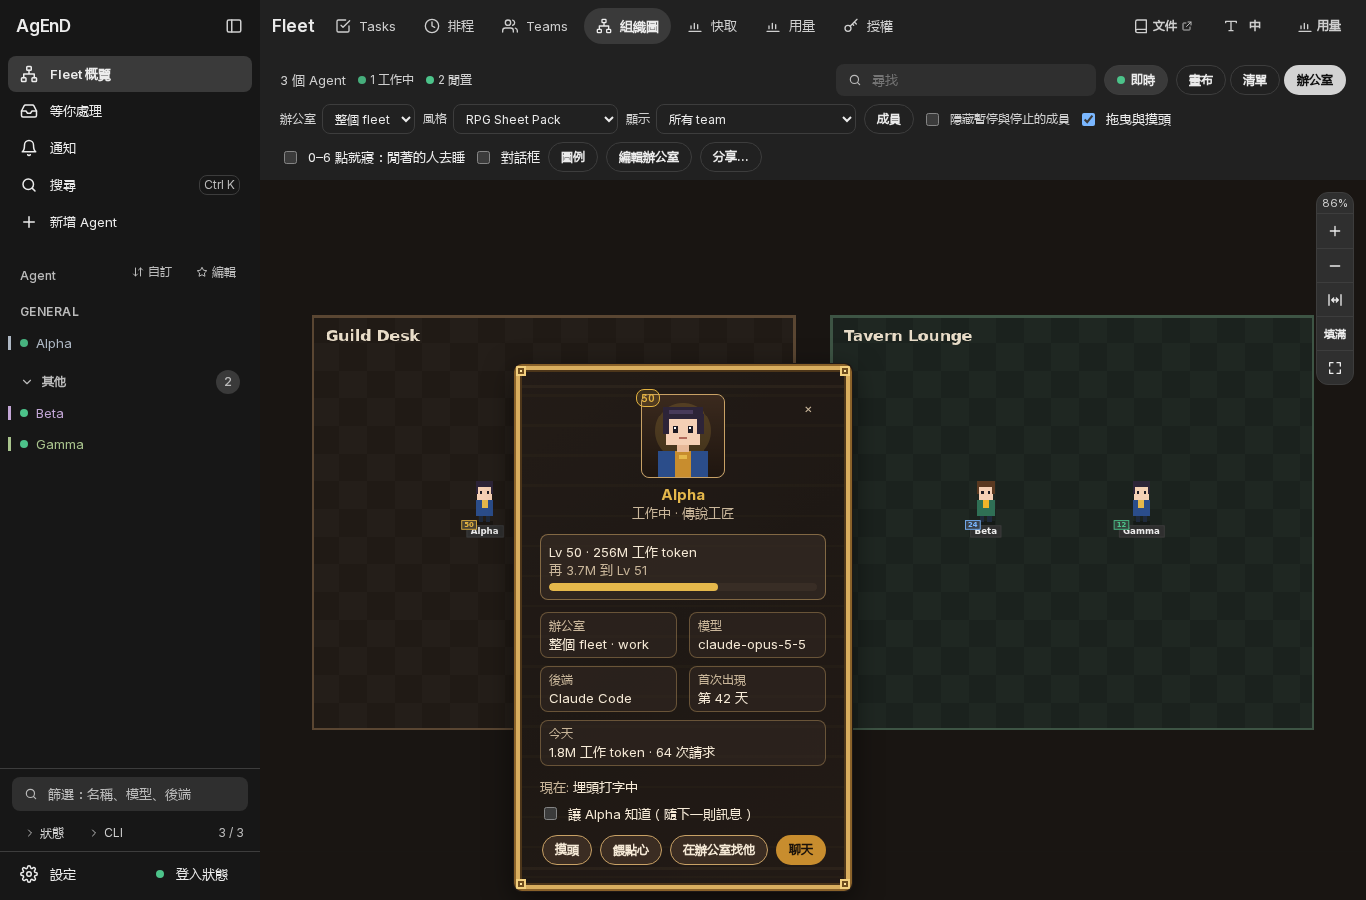 AgEnD
Fleet 概覽
等你處理
通知
搜尋 Ctrl K
新增 Agent
Agent 自訂 編輯
GENERAL
Alpha
其他 2
Beta
Gamma
篩選：名稱、模型、後端
狀態 CLI 3 / 3
設定 登入狀態
Fleet Tasks 排程 Teams 組織圖 快取 用量 授權 文件 中 用量
3 個 Agent 1 工作中 2 閒置 尋找 即時 畫布 清單 辦公室
辦公室 整個 fleet 風格 RPG Sheet Pack 顯示 所有 team 成員 隱藏暫停與停止的成員 拖曳與摸頭
0–6 點就寢：閒著的人去睡 對話框 圖例 編輯辦公室 分享...
86%
填滿
Guild Desk
Tavern Lounge
50
Alpha
24
Beta
12
Gamma
50
×
Alpha
工作中 · 傳說工匠
Lv 50 · 256M 工作 token
再 3.7M 到 Lv 51
辦公室
整個 fleet · work
模型
claude-opus-5-5
後端
Claude Code
首次出現
第 42 天
今天
1.8M 工作 token · 64 次請求
現在: 埋頭打字中
讓 Alpha 知道（隨下一則訊息）
摸頭 餵點心 在辦公室找他 聊天